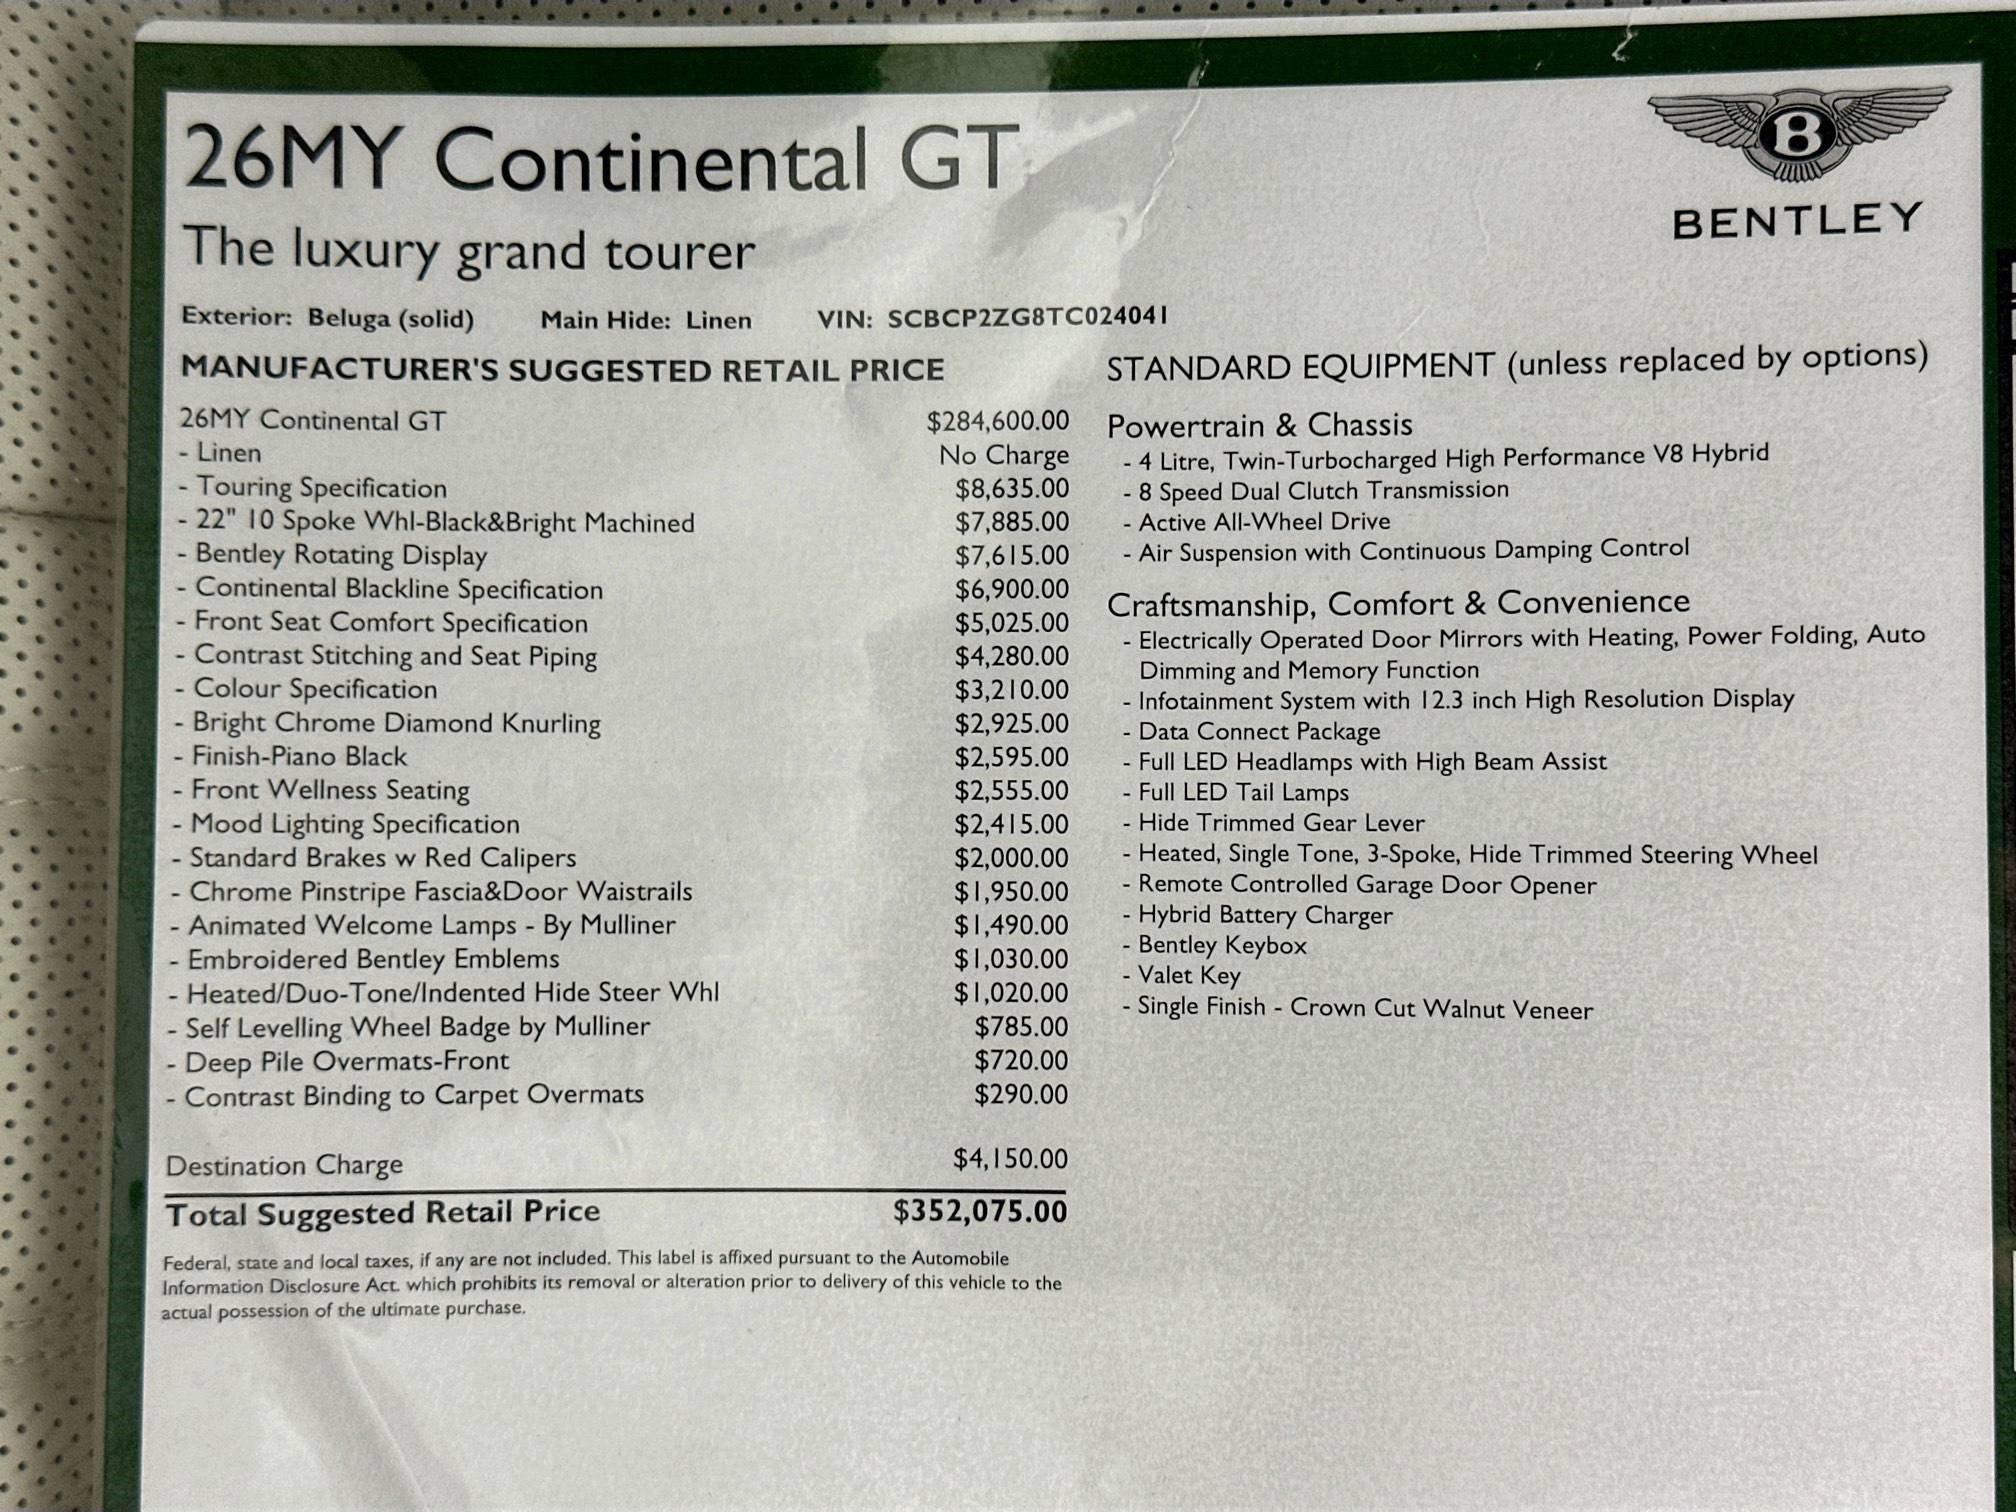 26MY Continental GT
The luxury grand tourer
B
BENTLEY
Exterior: Beluga (solid) Main Hide: Linen VIN: SCBCP2ZG8TC024041
MANUFACTURER'S SUGGESTED RETAIL PRICE
26MY Continental GT $284,600.00
- Linen No Charge
- Touring Specification $8,635.00
- 22" 10 Spoke Whl-Black&Bright Machined $7,885.00
- Bentley Rotating Display $7,615.00
- Continental Blackline Specification $6,900.00
- Front Seat Comfort Specification $5,025.00
- Contrast Stitching and Seat Piping $4,280.00
- Colour Specification $3,210.00
- Bright Chrome Diamond Knurling $2,925.00
- Finish-Piano Black $2,595.00
- Front Wellness Seating $2,555.00
- Mood Lighting Specification $2,415.00
- Standard Brakes w Red Calipers $2,000.00
- Chrome Pinstripe Fascia&Door Waistrails $1,950.00
- Animated Welcome Lamps - By Mulliner $1,490.00
- Embroidered Bentley Emblems $1,030.00
- Heated/Duo-Tone/Indented Hide Steer Whl $1,020.00
- Self Levelling Wheel Badge by Mulliner $785.00
- Deep Pile Overmats-Front $720.00
- Contrast Binding to Carpet Overmats $290.00
Destination Charge $4,150.00
Total Suggested Retail Price $352,075.00
Federal, state and local taxes, if any are not included. This label is affixed pursuant to the Automobile
Information Disclosure Act. which prohibits its removal or alteration prior to delivery of this vehicle to the
actual possession of the ultimate purchase.
STANDARD EQUIPMENT (unless replaced by options)
Powertrain & Chassis
- 4 Litre, Twin-Turbocharged High Performance V8 Hybrid
- 8 Speed Dual Clutch Transmission
- Active All-Wheel Drive
- Air Suspension with Continuous Damping Control
Craftsmanship, Comfort & Convenience
- Electrically Operated Door Mirrors with Heating, Power Folding, Auto
Dimming and Memory Function
- Infotainment System with 12.3 inch High Resolution Display
- Data Connect Package
- Full LED Headlamps with High Beam Assist
- Full LED Tail Lamps
- Hide Trimmed Gear Lever
- Heated, Single Tone, 3-Spoke, Hide Trimmed Steering Wheel
- Remote Controlled Garage Door Opener
- Hybrid Battery Charger
- Bentley Keybox
- Valet Key
- Single Finish - Crown Cut Walnut Veneer